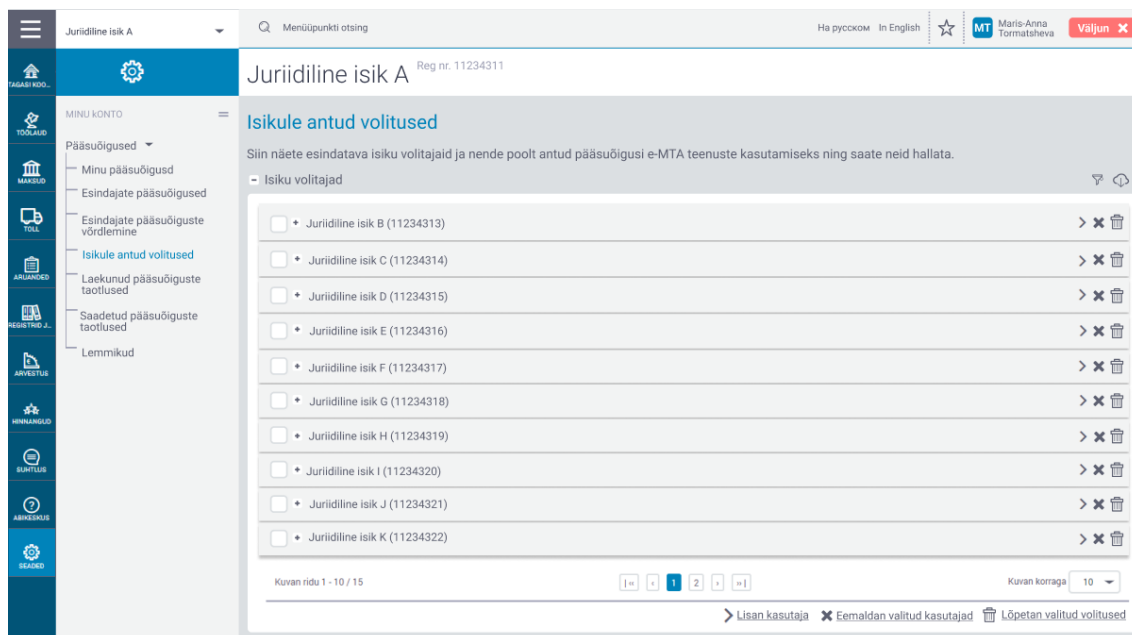 Juriidiline isik A
Menüüpunkti otsing
На русском In English
MT
Maris-Anna
Tormatsheva
Väljun
TAGASI KOO...
TÖÖLAUD
MAKSUD
TOLL
ARUANDED
REGISTRID J...
ARVESTUS
HINNANGUD
SUHTLUS
ABIKESKUS
SEADED
MINU KONTO
Pääsuõigused
Minu pääsuõigusd
Esindajate pääsuõigused
Esindajate pääsuõiguste
võrdlemine
Isikule antud volitused
Laekunud pääsuõiguste
taotlused
Saadetud pääsuõiguste
taotlused
Lemmikud
Juriidiline isik A Reg nr. 11234311
Isikule antud volitused
Siin näete esindatava isiku volitajaid ja nende poolt antud pääsuõigusi e-MTA teenuste kasutamiseks ning saate neid hallata.
Isiku volitajad
Juriidiline isik B (11234313)
Juriidiline isik C (11234314)
Juriidiline isik D (11234315)
Juriidiline isik E (11234316)
Juriidiline isik F (11234317)
Juriidiline isik G (11234318)
Juriidiline isik H (11234319)
Juriidiline isik I (11234320)
Juriidiline isik J (11234321)
Juriidiline isik K (11234322)
Kuvan ridu 1 - 10 / 15
1 2
Kuvan korraga 10
Lisan kasutaja Eemaldan valitud kasutajad Lõpetan valitud volitused